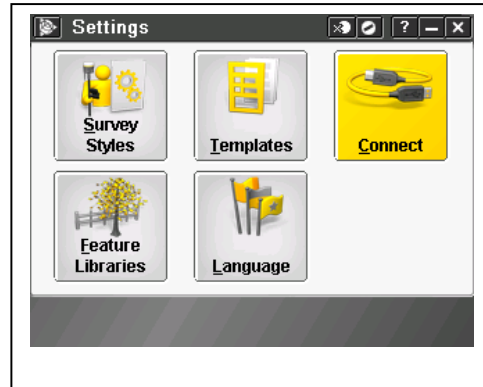 Settings
? – ×
Survey
Styles
Templates
Connect
Feature
Libraries
Language